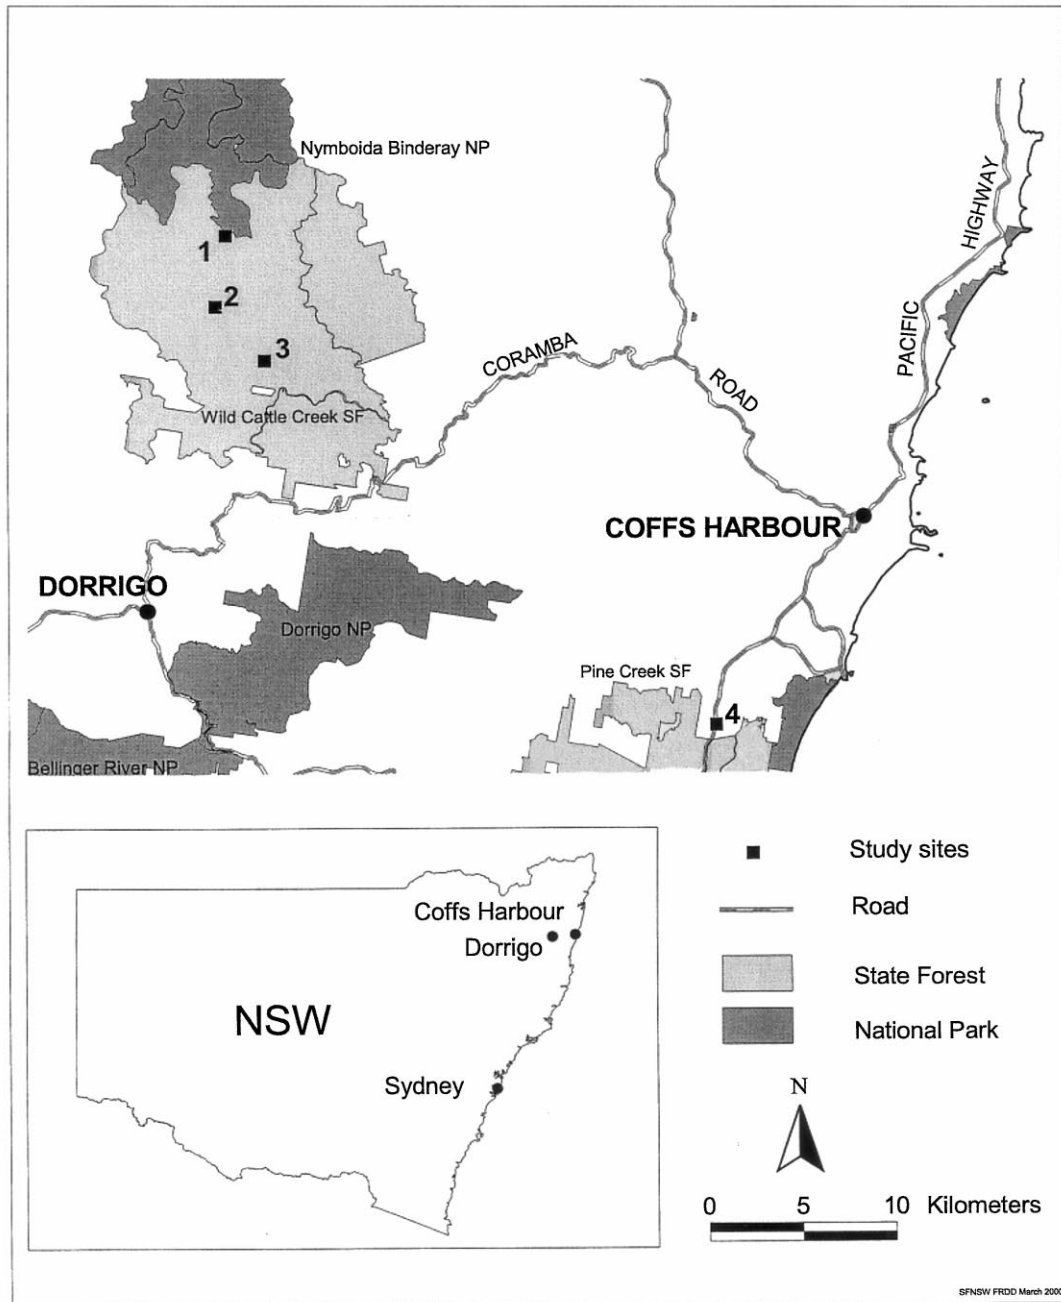 Nymboida Binderay NP
1
2
3
Wild Cattle Creek SF
CORAMBA
ROAD
PACIFIC
HIGHWAY
COFFS HARBOUR
DORRIGO
Dorrigo NP
Pine Creek SF
4
Bellinger River NP
Coffs Harbour
Dorrigo
NSW
Sydney
Study sites
Road
State Forest
National Park
N
0 5 10 Kilometers
SFNSW FRDD March 2000